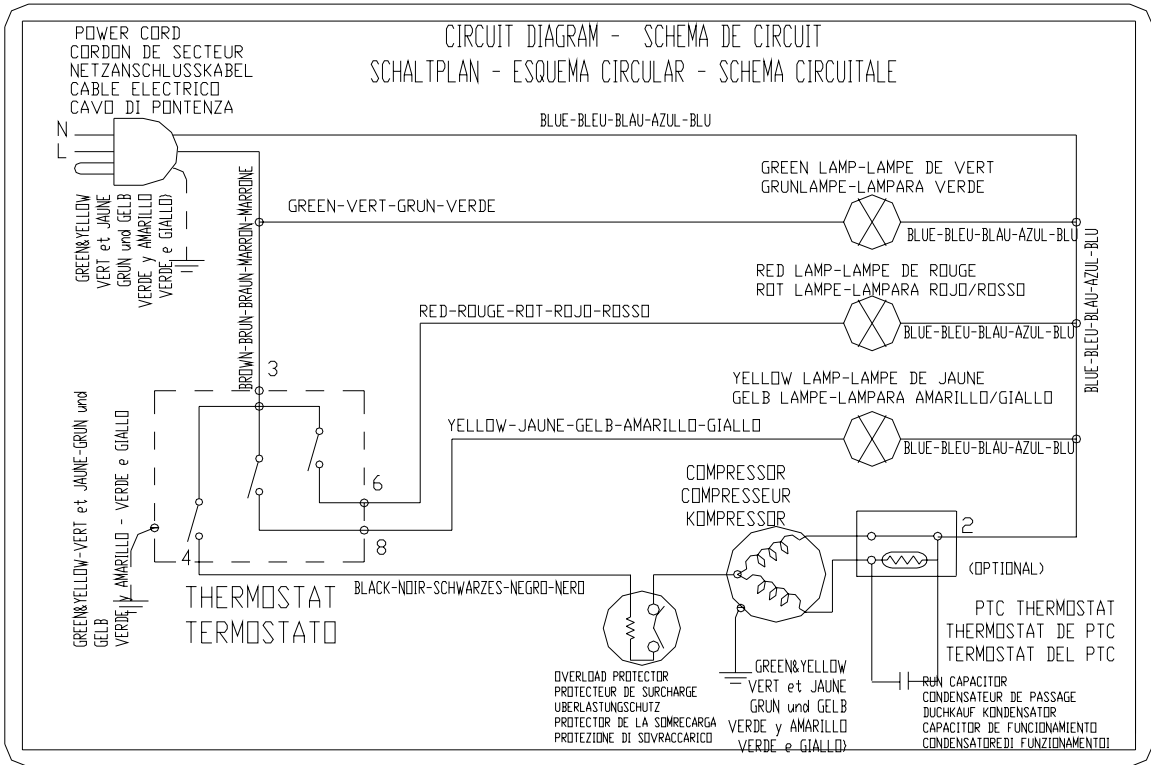 POWER CORD
CORDON DE SECTEUR
NETZANSCHLUSSKABEL
CABLE ELECTRICO
CAVO DI PONTENZA
CIRCUIT DIAGRAM - SCHEMA DE CIRCUIT
SCHALTPLAN - ESQUEMA CIRCULAR - SCHEMA CIRCUITALE
N
L
BLUE-BLEU-BLAU-AZUL-BLU
GREEN&YELLOW
VERT et JAUNE
GRUN und GELB
VERDE y AMARILLO
VERDE e GIALLO)
BROWN-BRUN-BRAUN-MARRON-MARRONE
GREEN-VERT-GRUN-VERDE
GREEN LAMP-LAMPE DE VERT
GRUNLAMPE-LAMPARA VERDE
BLUE-BLEU-BLAU-AZUL-BLU
BLUE-BLEU-BLAU-AZUL-BLU
RED LAMP-LAMPE DE ROUGE
ROT LAMPE-LAMPARA ROJO/ROSSO
RED-ROUGE-ROT-ROJO-ROSSO
BLUE-BLEU-BLAU-AZUL-BLU
3
YELLOW LAMP-LAMPE DE JAUNE
GELB LAMPE-LAMPARA AMARILLO/GIALLO
YELLOW-JAUNE-GELB-AMARILLO-GIALLO
BLUE-BLEU-BLAU-AZUL-BLU
GREEN&YELLOW-VERT et JAUNE-GRUN und
GELB
VERDE y AMARILLO - VERDE e GIALLO
6
8
4
THERMOSTAT
TERMOSTATO
BLACK-NOIR-SCHWARZES-NEGRO-NERO
COMPRESSOR
COMPRESSEUR
KOMPRESSOR
2
(OPTIONAL)
PTC THERMOSTAT
THERMOSTAT DE PTC
TERMOSTAT DEL PTC
OVERLOAD PROTECTOR
PROTECTEUR DE SURCHARGE
UBERLASTUNGSCHUTZ
PROTECTOR DE LA SOMRECARGA
PROTEZIONE DI SOVRACCARICO
GREEN&YELLOW
VERT et JAUNE
GRUN und GELB
VERDE y AMARILLO
VERDE e GIALLO)
RUN CAPACITOR
CONDENSATEUR DE PASSAGE
DUCHKAUF KONDENSATOR
CAPACITOR DE FUNCIONAMIENTO
CONDENSATOREDI FUNZIONAMENTOI